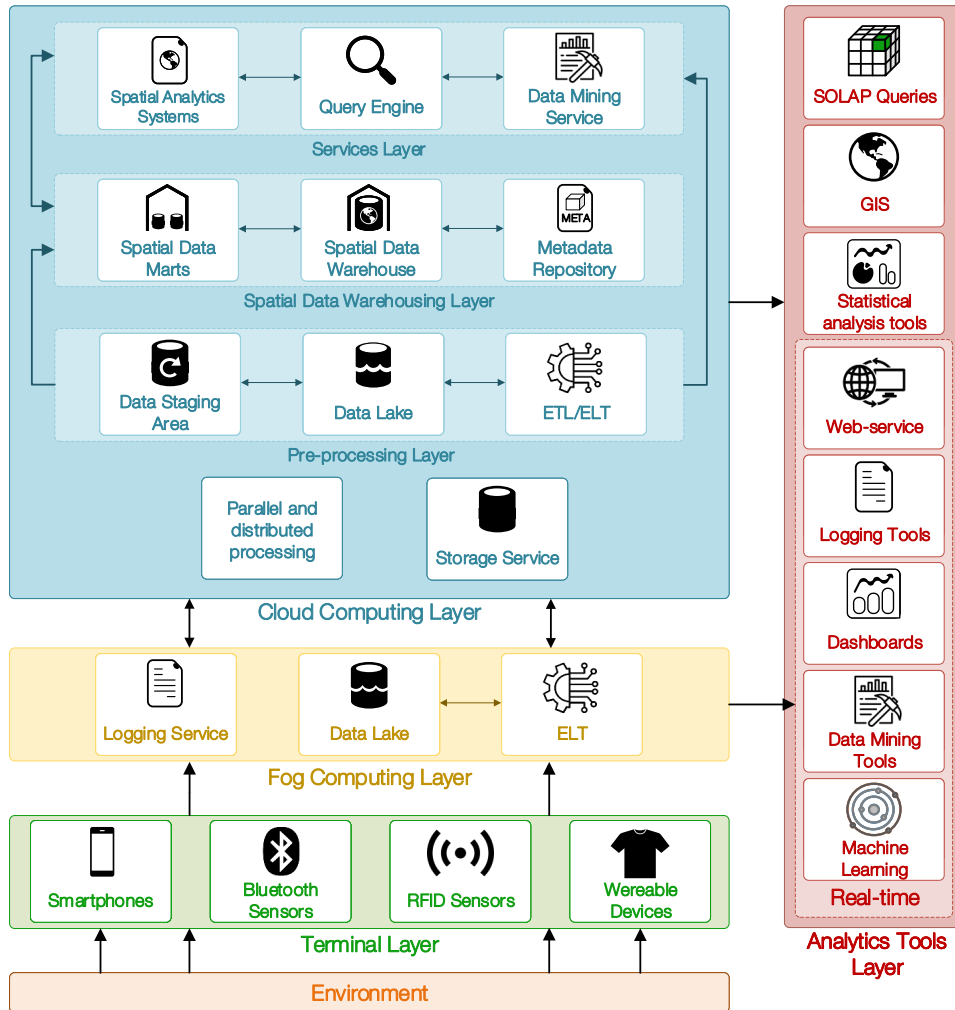 Spatial Analytics
Systems
Query Engine
Data Mining
Service
Services Layer
Spatial Data
Marts
Spatial Data
Warehouse
META
Metadata
Repository
Spatial Data Warehousing Layer
Data Staging
Area
Data Lake
ETL/ELT
Pre-processing Layer
Parallel and
distributed
processing
Storage Service
Cloud Computing Layer
Logging Service
Data Lake
ELT
Fog Computing Layer
Smartphones
Bluetooth
Sensors
RFID Sensors
Wereable
Devices
Terminal Layer
Environment
SOLAP Queries
GIS
Statistical
analysis tools
Web-service
Logging Tools
Dashboards
Data Mining
Tools
Machine
Learning
Real-time
Analytics Tools
Layer